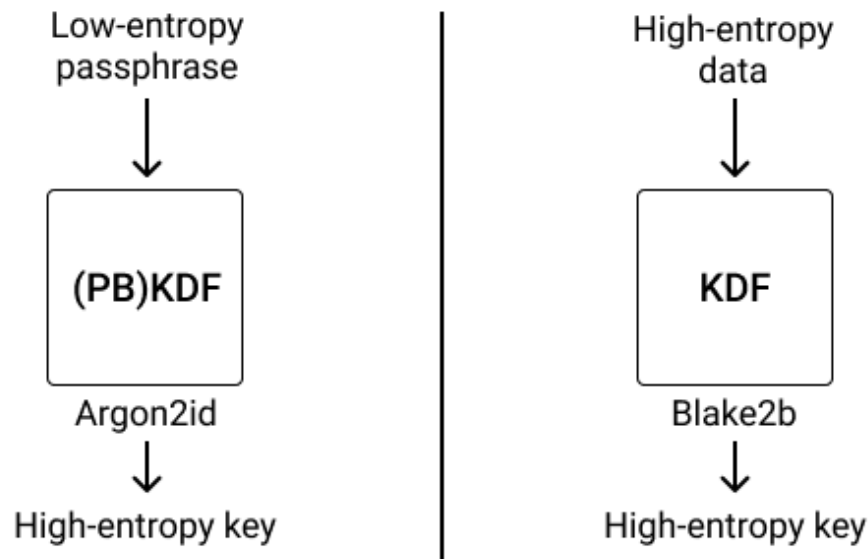 Low-entropy
passphrase
(PB)KDF
Argon2id
High-entropy key
High-entropy
data
KDF
Blake2b
High-entropy key